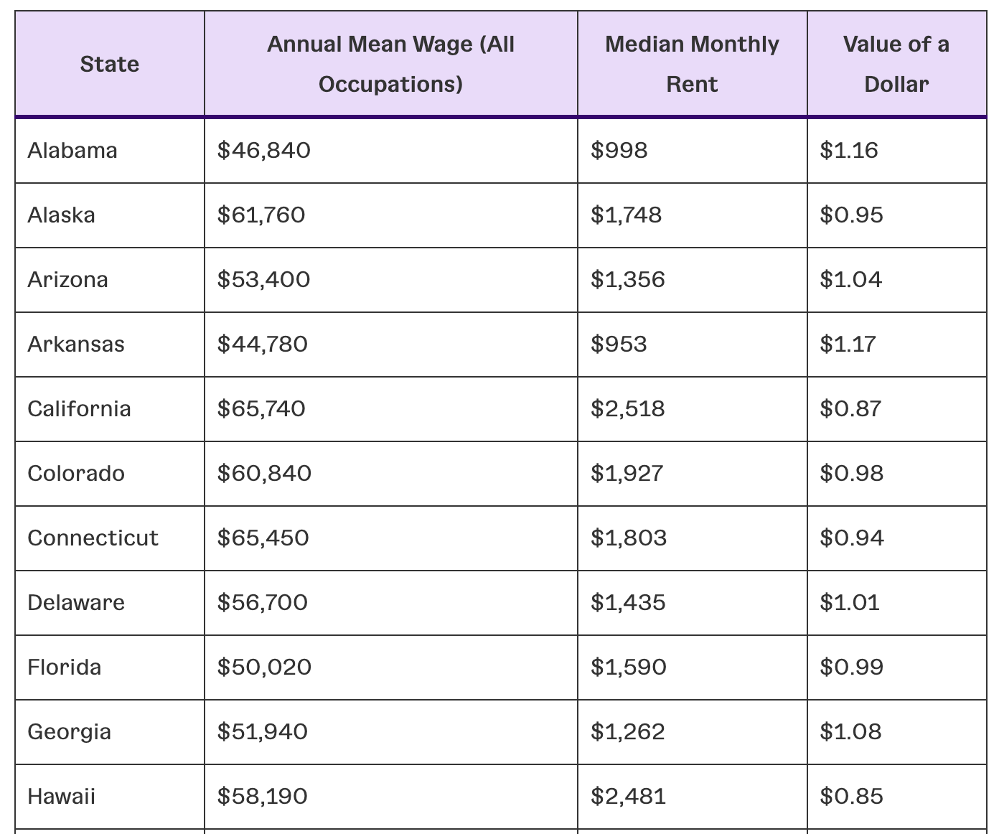 State Annual Mean Wage (All Occupations) Median Monthly Rent Value of a Dollar
Alabama $46,840 $998 $1.16
Alaska $61,760 $1,748 $0.95
Arizona $53,400 $1,356 $1.04
Arkansas $44,780 $953 $1.17
California $65,740 $2,518 $0.87
Colorado $60,840 $1,927 $0.98
Connecticut $65,450 $1,803 $0.94
Delaware $56,700 $1,435 $1.01
Florida $50,020 $1,590 $0.99
Georgia $51,940 $1,262 $1.08
Hawaii $58,190 $2,481 $0.85